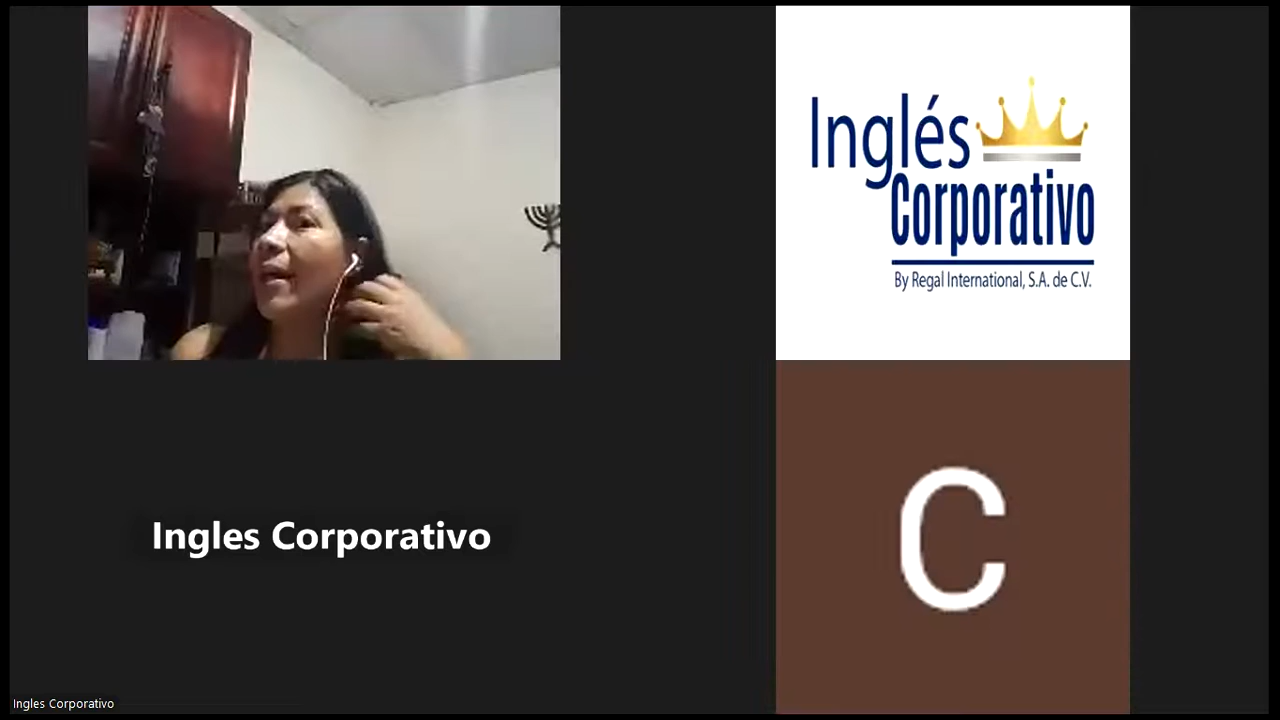 Inglés
Corporativo
By Regal International, S.A. de C.V.
C
Ingles Corporativo
Ingles Corporativo